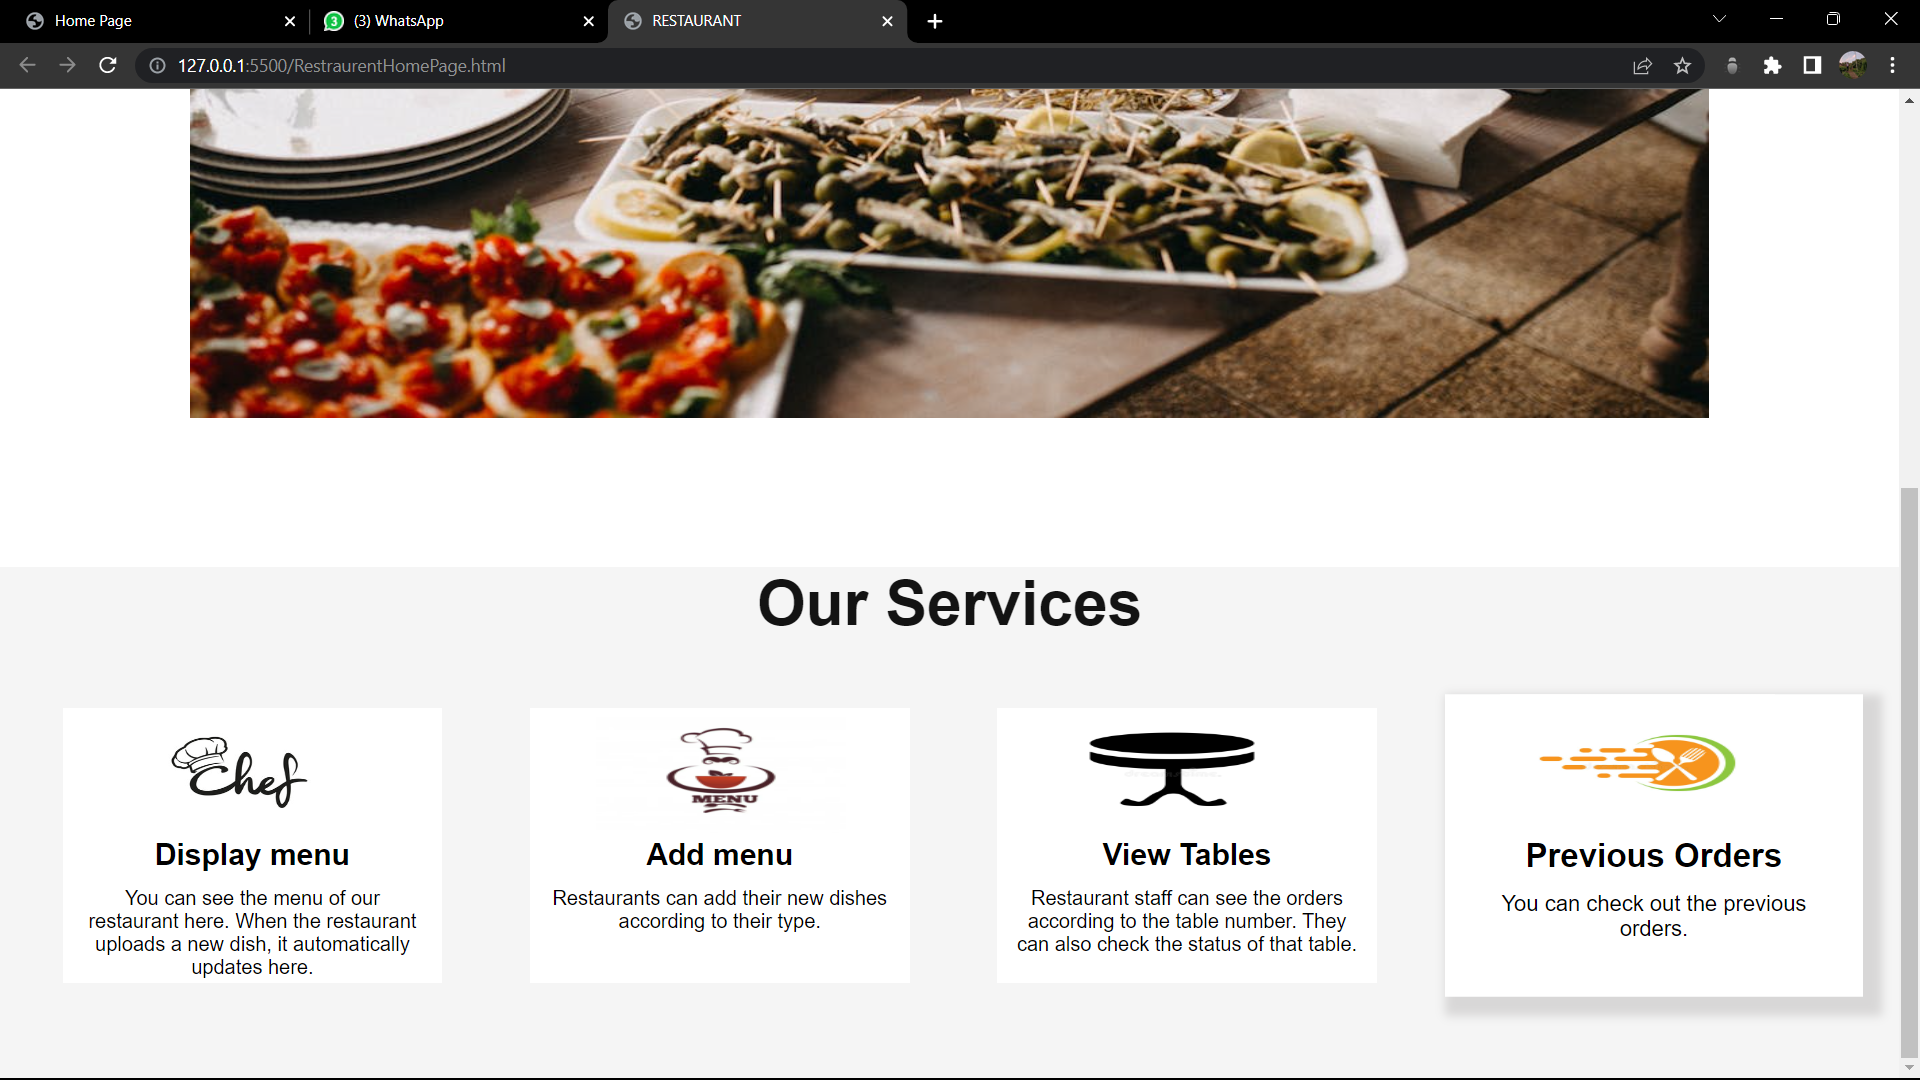 Home Page
3 (3) WhatsApp
RESTAURANT
127.0.0.1:5500/RestraurentHomePage.html
Our Services
Chef
MENU
Display menu
You can see the menu of our
restaurant here. When the restaurant
uploads a new dish, it automatically
updates here.
Add menu
Restaurants can add their new dishes
according to their type.
View Tables
Restaurant staff can see the orders
according to the table number. They
can also check the status of that table.
Previous Orders
You can check out the previous
orders.